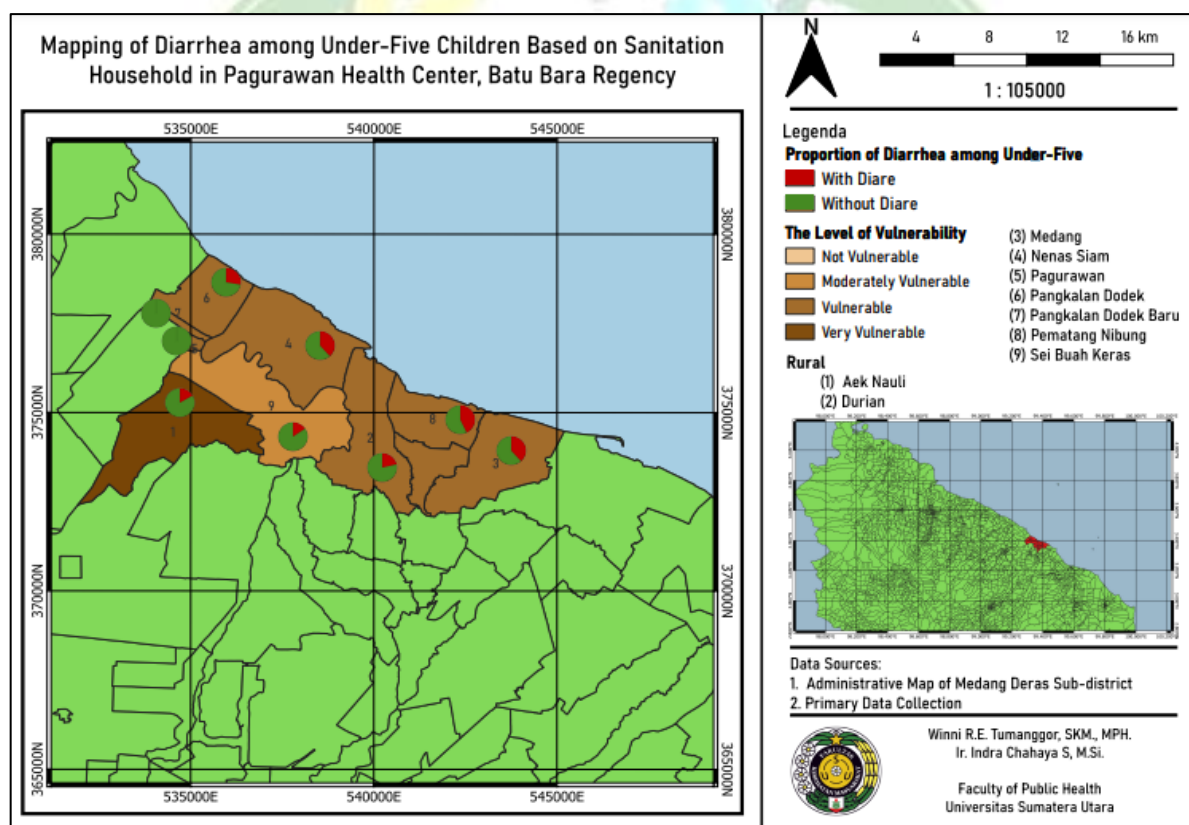 Mapping of Diarrhea among Under-Five Children Based on Sanitation
Household in Pagurawan Health Center, Batu Bara Regency
535000E 540000E 545000E
380000N 380000N
375000N 375000N
370000N 370000N
365000N 365000N
535000E 540000E 545000E
6
4
9
8
1
2
3
N
4 8 12 16 km
1 : 105000
Legenda
Proportion of Diarrhea among Under-Five
With Diare
Without Diare
The Level of Vulnerability
Not Vulnerable
Moderately Vulnerable
Vulnerable
Very Vulnerable
Rural
(1) Aek Nauli
(2) Durian
(3) Medang
(4) Nenas Siam
(5) Pagurawan
(6) Pangkalan Dodek
(7) Pangkalan Dodek Baru
(8) Pematang Nibung
(9) Sei Buah Keras
Data Sources:
1. Administrative Map of Medang Deras Sub-district
2. Primary Data Collection
Winni R.E. Tumanggor, SKM., MPH.
Ir. Indra Chahaya S, M.Si.
Faculty of Public Health
Universitas Sumatera Utara